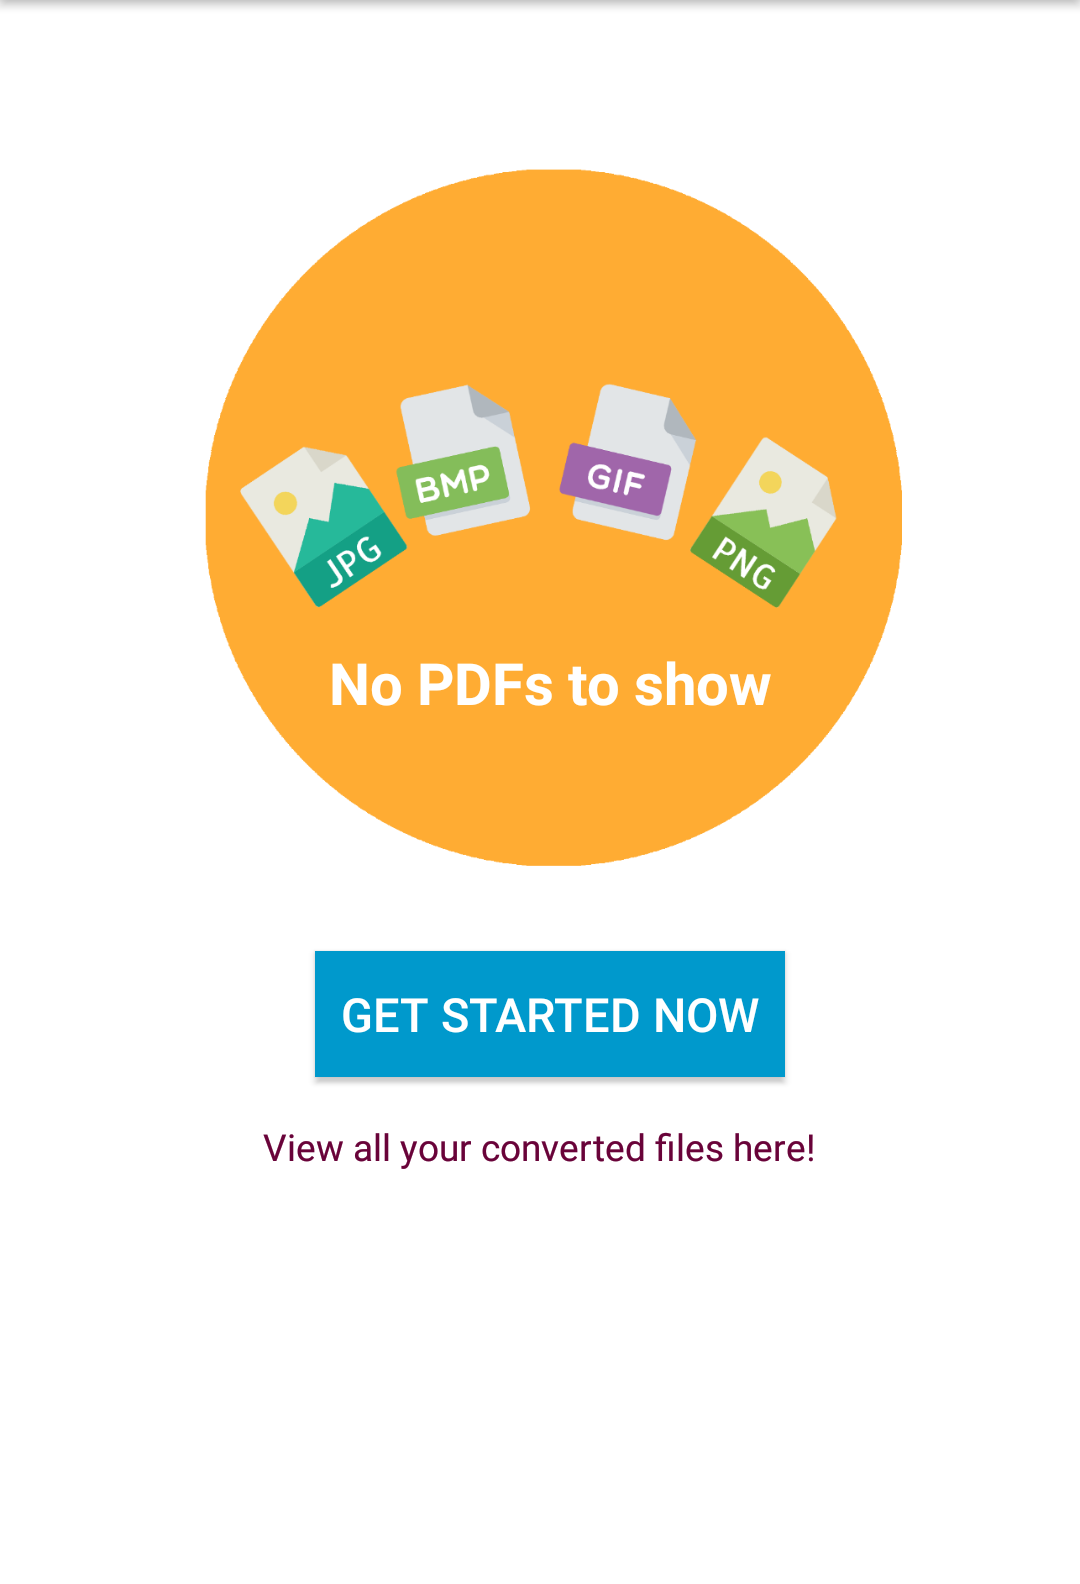 JPG
BMP
GIF
PNG
No PDFs to show
GET STARTED NOW
View all your converted files here!